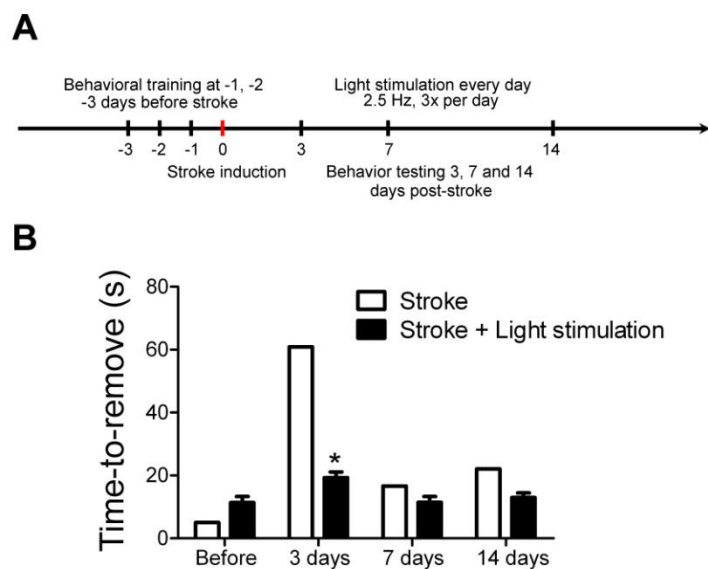 A
Behavioral training at -1, -2
-3 days before stroke
Light stimulation every day
2.5 Hz, 3x per day
-3 -2 -1 0 3 7 14
Stroke induction
Behavior testing 3, 7 and 14
days post-stroke
B
Time-to-remove (s)
80
60
40
20
0
Stroke
Stroke + Light stimulation
*
Before 3 days 7 days 14 days